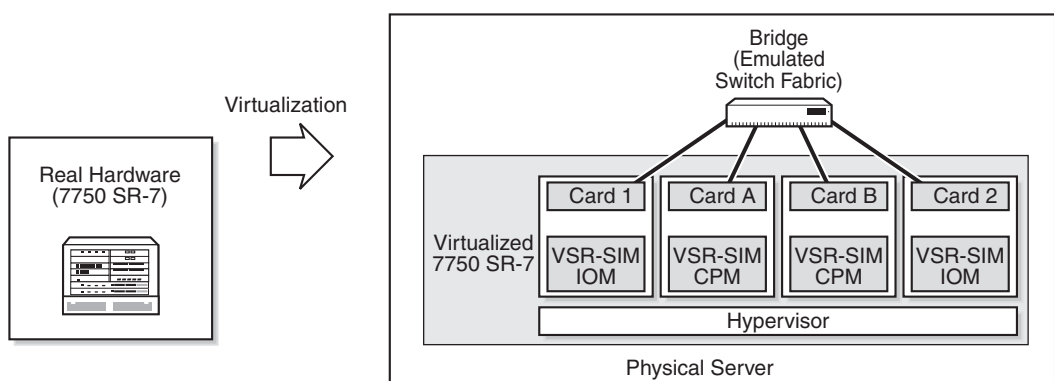 Real Hardware
(7750 SR-7)
Virtualization
Bridge
(Emulated
Switch Fabric)
Virtualized
7750 SR-7
Card 1
VSR-SIM
IOM
Card A
VSR-SIM
CPM
Card B
VSR-SIM
CPM
Card 2
VSR-SIM
IOM
Hypervisor
Physical Server